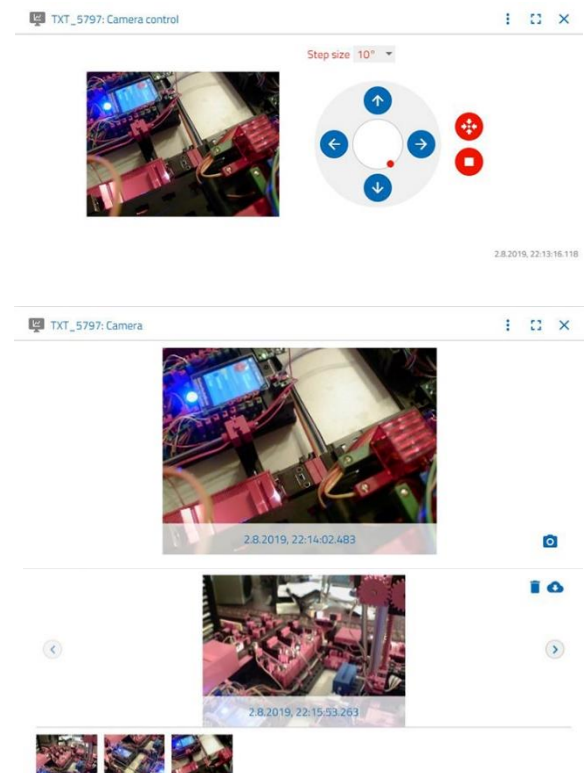 TXT_5797: Camera control
Step size 10°
2.8.2019, 22:13:16:118
TXT_5797: Camera
2.8.2019, 22:14:02.483
2.8.2019, 22:15:53.263